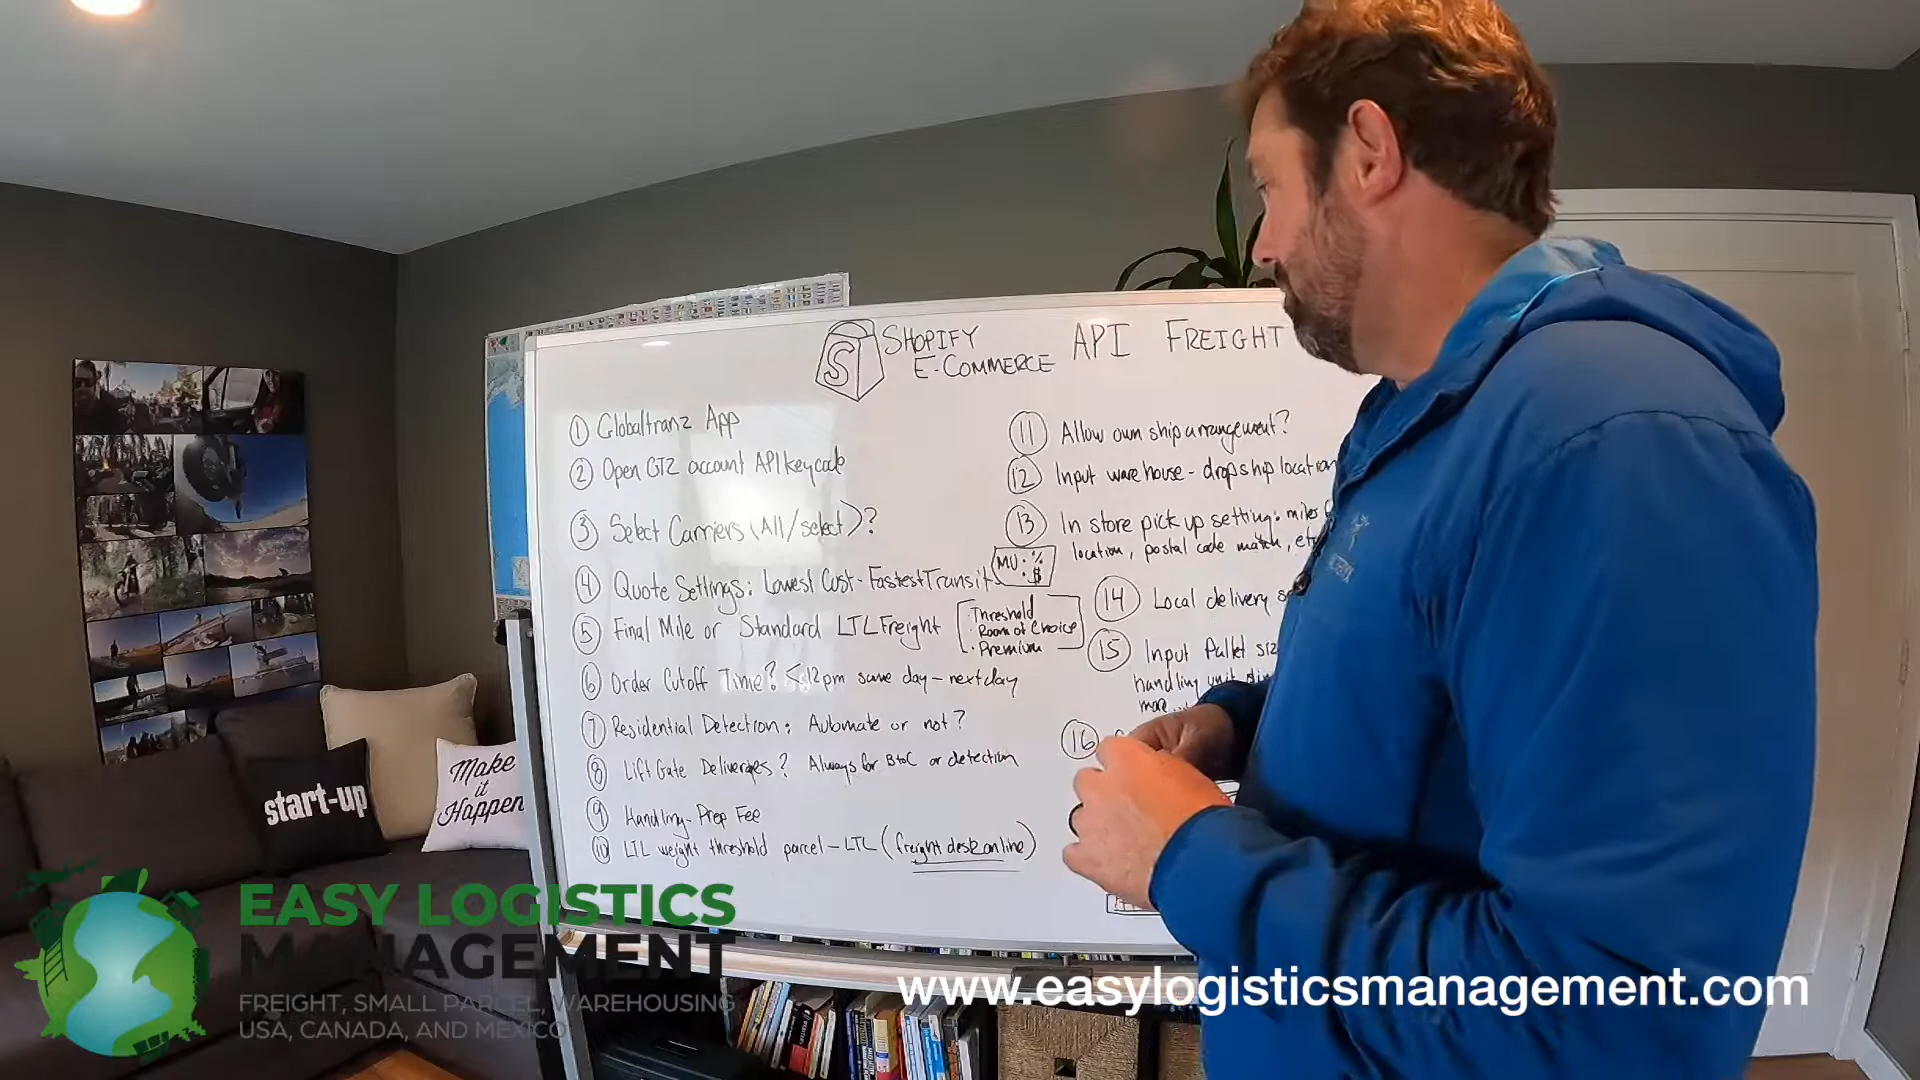 S
SHOPIFY
E-COMMERCE
API FREIGHT
① Globaltranz App
② Open GTZ account API keycode
③ Select Carriers (All/select)?
④ Quote Settings: Lowest Cost - Fastest Transit
MU: %
$
⑤ Final Mile or Standard LTL Freight
· Threshold
· Room of Choice
· Premium
⑥ Order Cutoff Time? ≤12pm same day - next day
⑦ Residential Detection: Automate or not?
⑧ Lift Gate Deliveries? Always for BtoC or detection
⑨ Handling - Prep Fee
⑩ LTL weight threshold parcel - LTL (freight desk online)
⑪ Allow own ship arrangement?
⑫ Input warehouse - dropship location
⑬ In store pick up setting: miles
location, postal code match, etc
⑭ Local delivery
⑮ Input Pallet
handling unit
more...
⑯
start-up
Make
it
Happen
EASY LOGISTICS
MANAGEMENT
FREIGHT, SMALL PARCEL, WAREHOUSING
USA, CANADA, AND MEXICO
www.easylogisticsmanagement.com